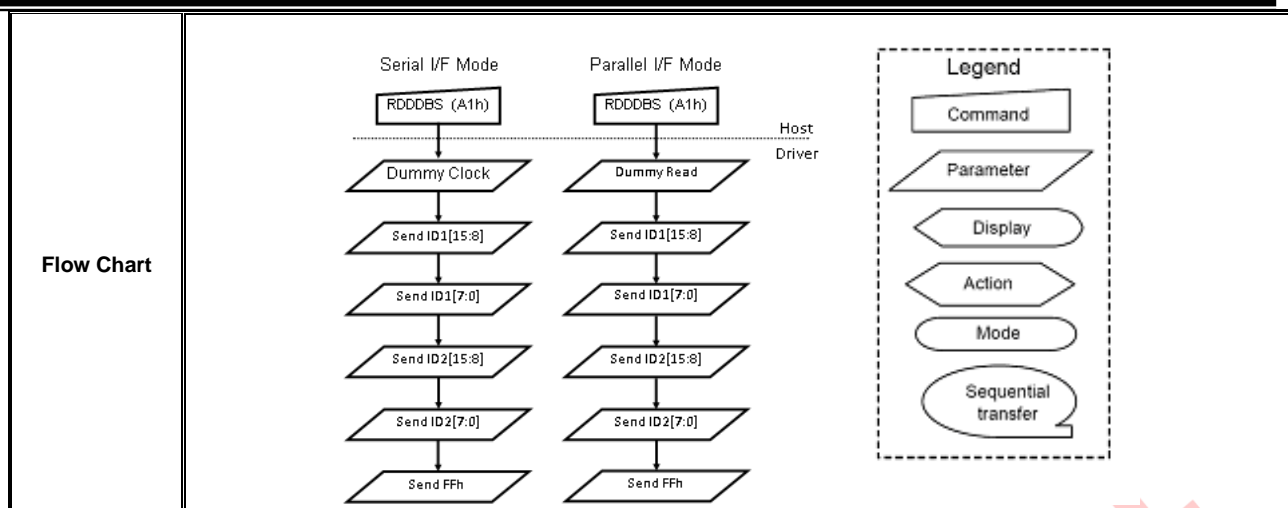 Flow Chart
Serial I/F Mode
RDDDBS (A1h)
Dummy Clock
Send ID1[15:8]
Send ID1[7:0]
Send ID2[15:8]
Send ID2[7:0]
Send FFh
Parallel I/F Mode
RDDDBS (A1h)
Dummy Read
Send ID1[15:8]
Send ID1[7:0]
Send ID2[15:8]
Send ID2[7:0]
Send FFh
Host
Driver
Legend
Command
Parameter
Display
Action
Mode
Sequential
transfer